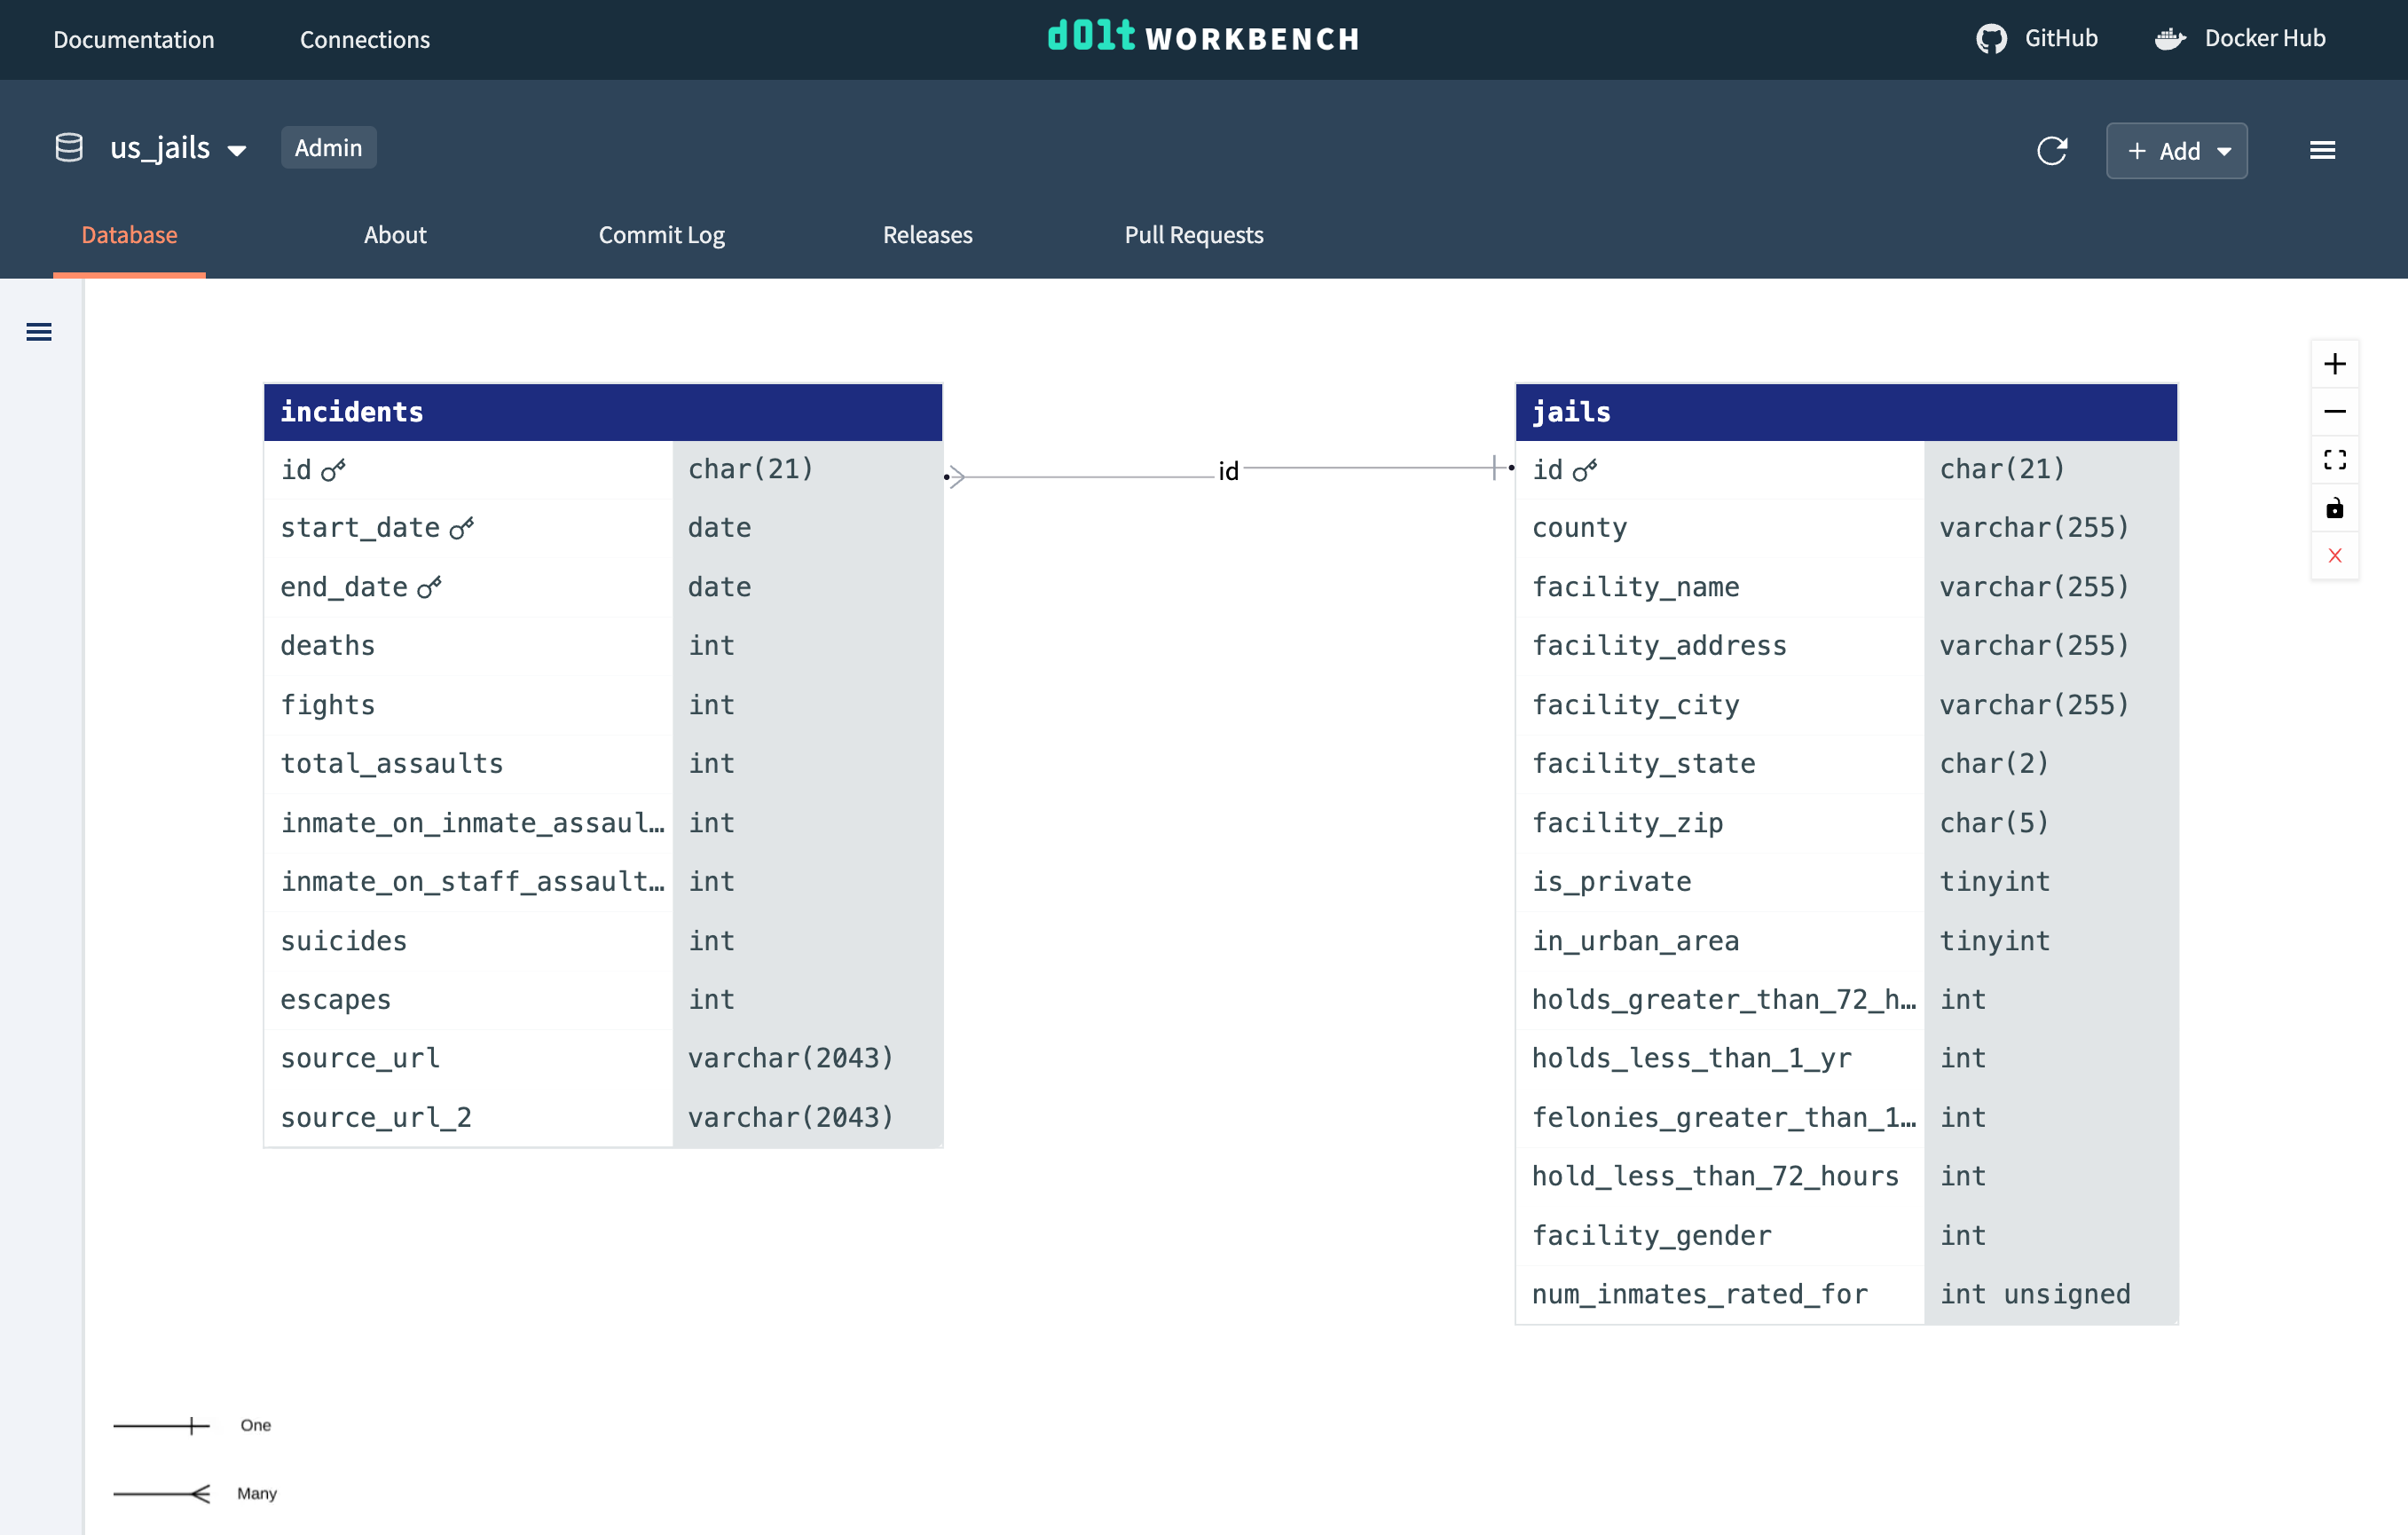 Documentation Connections dolt WORKBENCH GitHub Docker Hub
us_jails Admin + Add
Database About Commit Log Releases Pull Requests
incidents
id char(21)
start_date date
end_date date
deaths int
fights int
total_assaults int
inmate_on_inmate_assaul… int
inmate_on_staff_assault… int
suicides int
escapes int
source_url varchar(2043)
source_url_2 varchar(2043)
id
jails
id char(21)
county varchar(255)
facility_name varchar(255)
facility_address varchar(255)
facility_city varchar(255)
facility_state char(2)
facility_zip char(5)
is_private tinyint
in_urban_area tinyint
holds_greater_than_72_h… int
holds_less_than_1_yr int
felonies_greater_than_1… int
hold_less_than_72_hours int
facility_gender int
num_inmates_rated_for int unsigned
One
Many